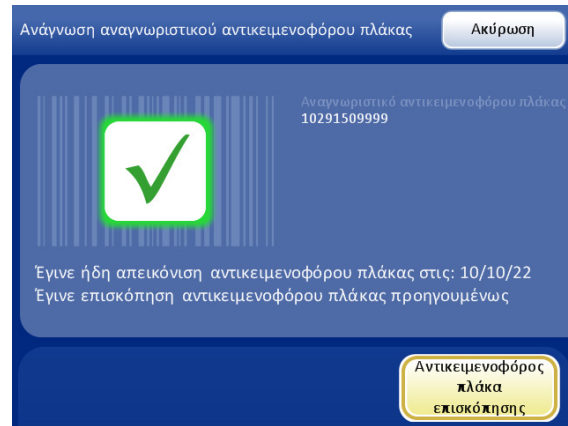 Ανάγνωση αναγνωριστικού αντικειμενοφόρου πλάκας
Ακύρωση
Αναγνωριστικό αντικειμενοφόρου πλάκας
10291509999
Έγινε ήδη απεικόνιση αντικειμενοφόρου πλάκας στις: 10/10/22
Έγινε επισκόπηση αντικειμενοφόρου πλάκας προηγουμένως
Αντικειμενοφόρος
πλάκα
επισκόπησης